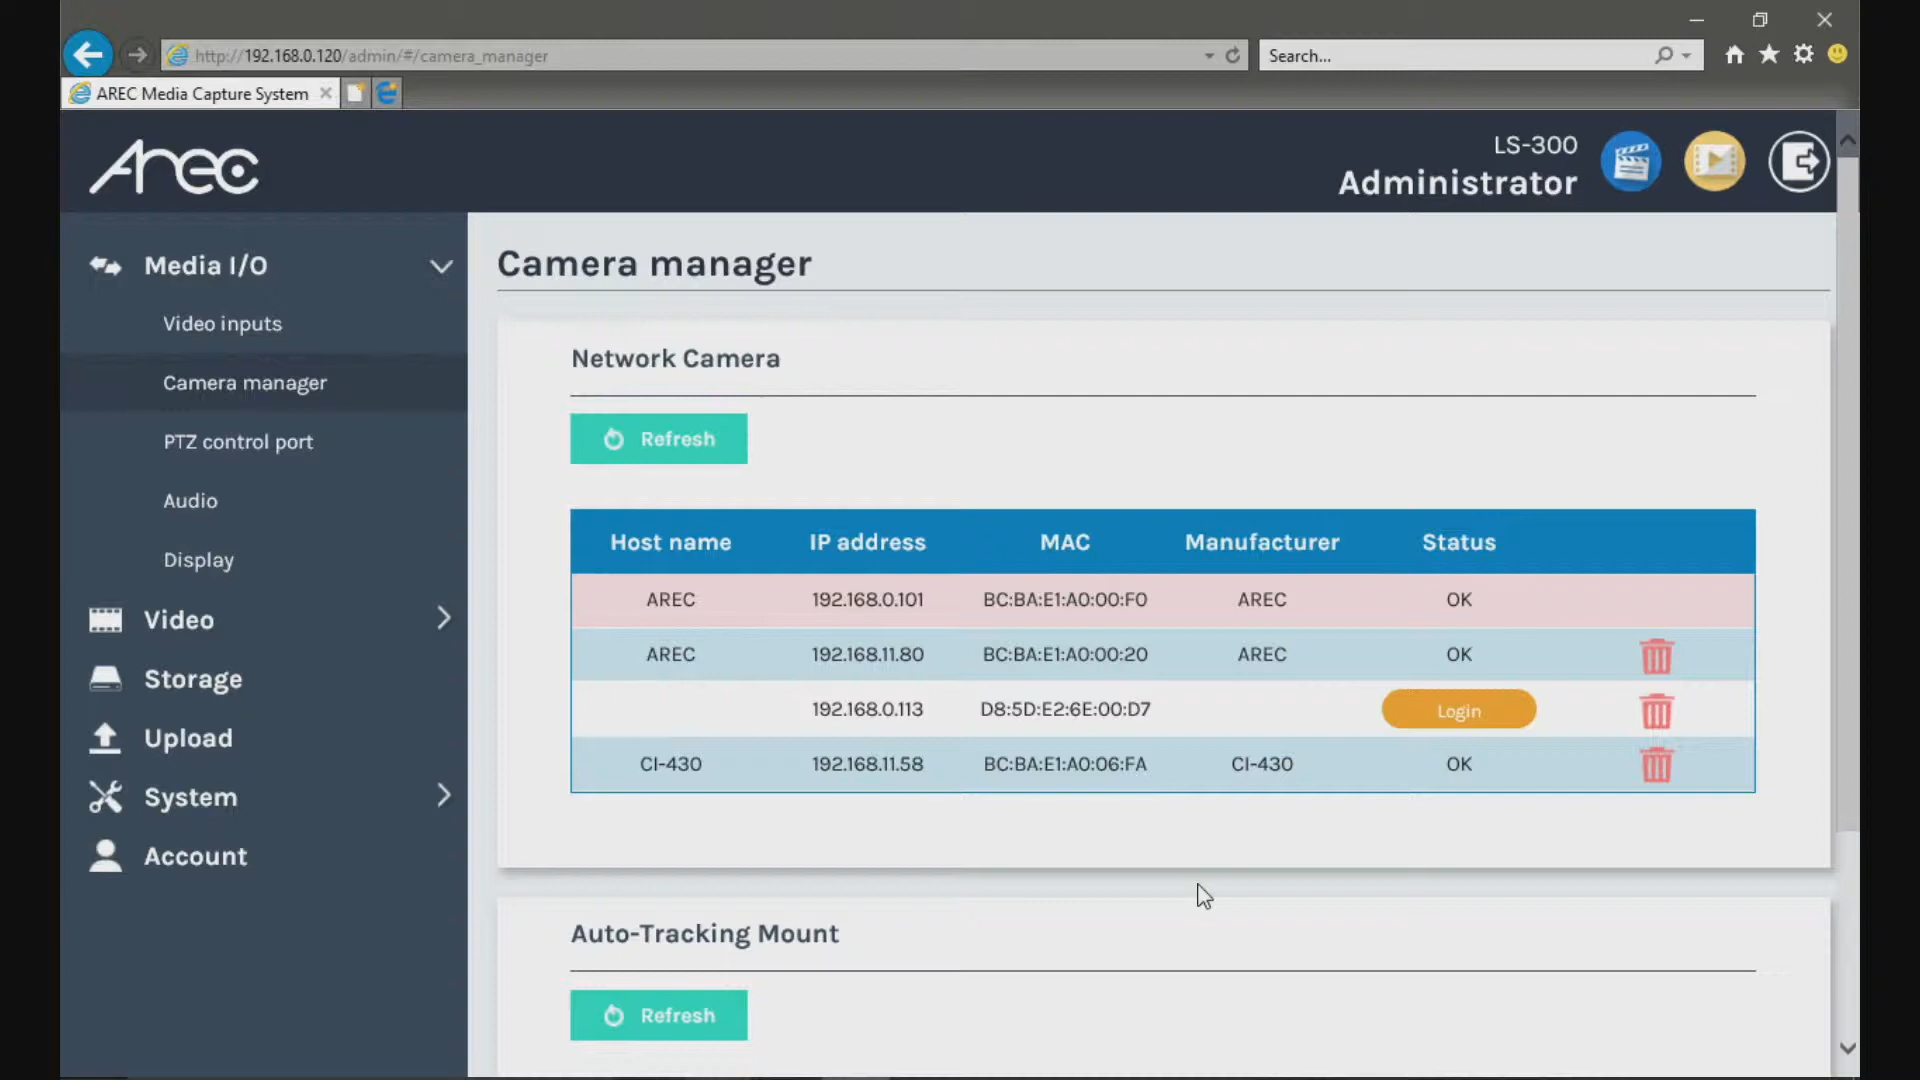 http://192.168.0.120/admin/#/camera_manager
Search...
AREC Media Capture System
Arec
LS-300
Administrator
Media I/O
Video inputs
Camera manager
PTZ control port
Audio
Display
Video
Storage
Upload
System
Account
Camera manager
Network Camera
Refresh
Host name IP address MAC Manufacturer Status
AREC 192.168.0.101 BC:BA:E1:A0:00:F0 AREC OK
AREC 192.168.11.80 BC:BA:E1:A0:00:20 AREC OK
192.168.0.113 D8:5D:E2:6E:00:D7 Login
CI-430 192.168.11.58 BC:BA:E1:A0:06:FA CI-430 OK
Auto-Tracking Mount
Refresh